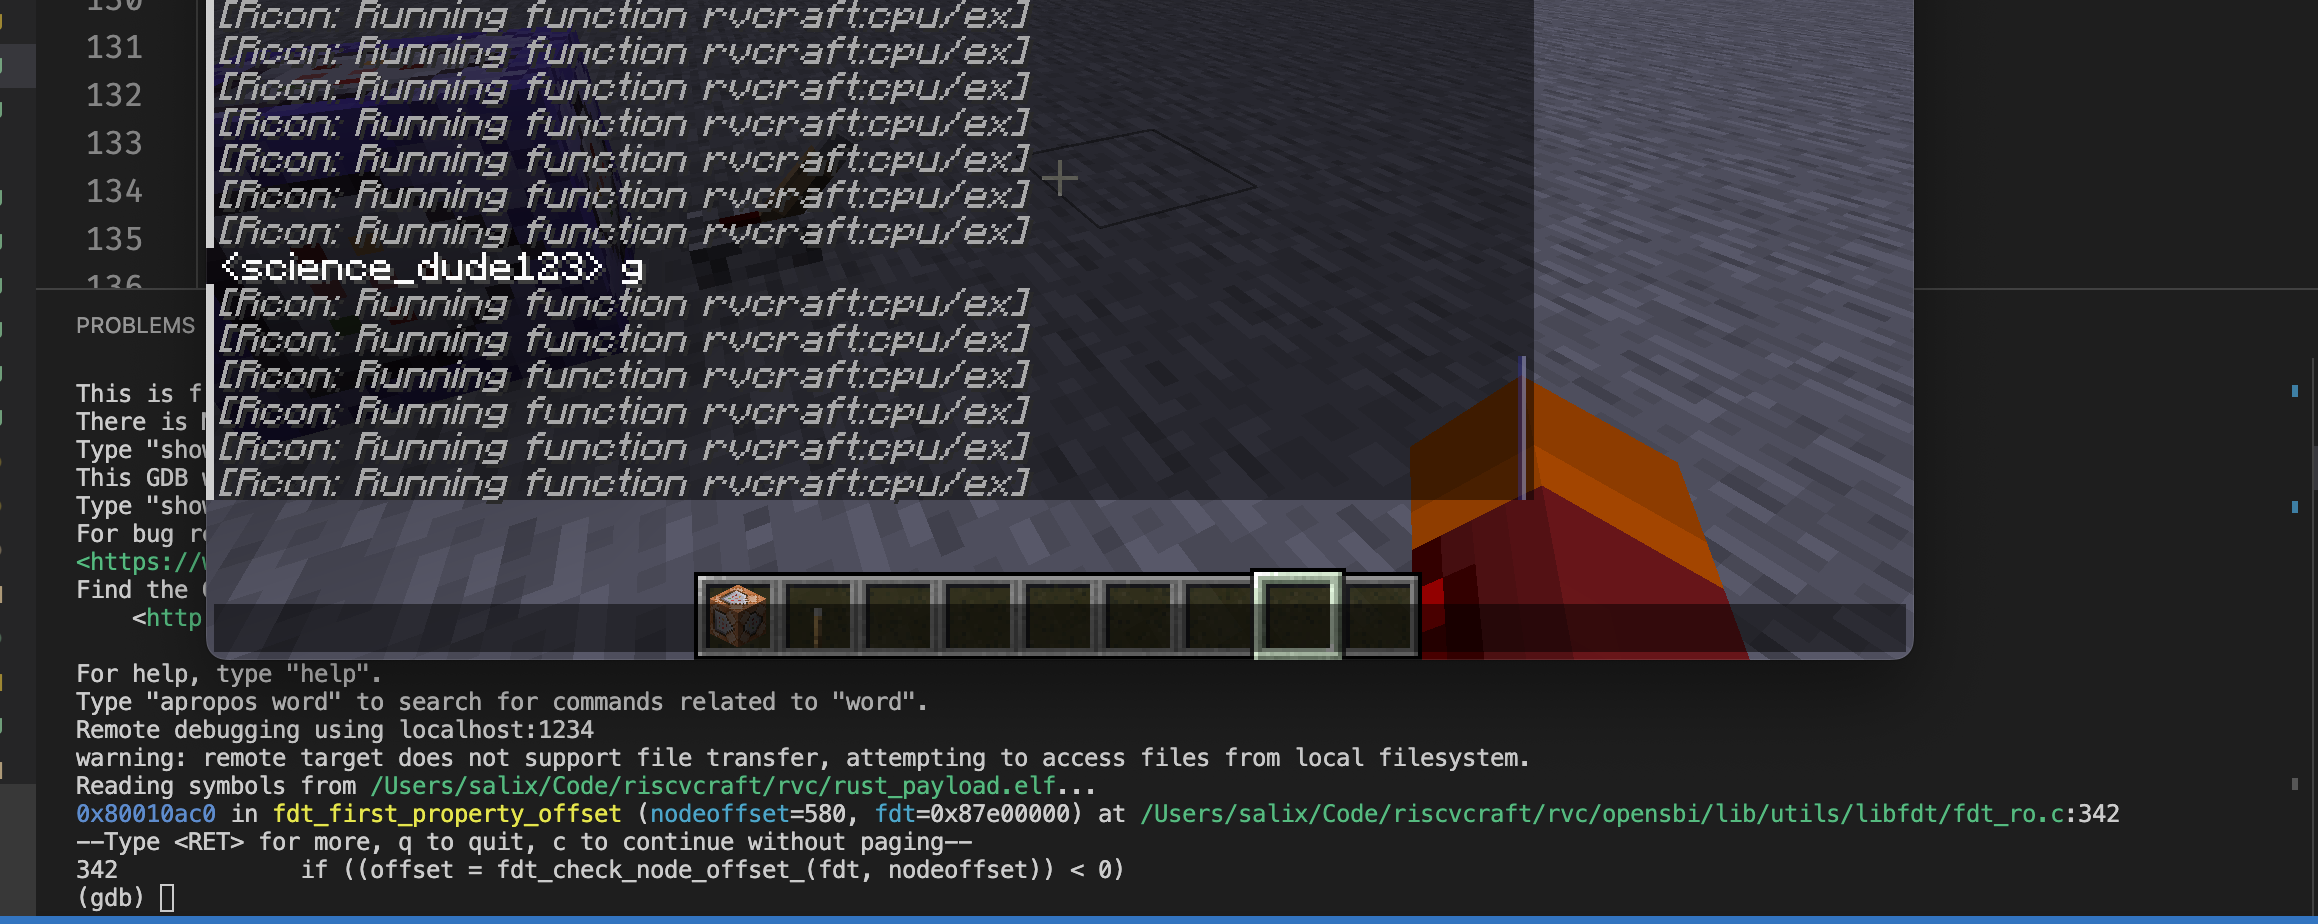 130
[Rcon: Running function rvcraft:cpu/ex]
131
[Rcon: Running function rvcraft:cpu/ex]
[Rcon: Running function rvcraft:cpu/ex]
132
[Rcon: Running function rvcraft:cpu/ex]
133
[Rcon: Running function rvcraft:cpu/ex]
134
[Rcon: Running function rvcraft:cpu/ex]
135
[Rcon: Running function rvcraft:cpu/ex]
<science_dude123> g
136
[Rcon: Running function rvcraft:cpu/ex]
[Rcon: Running function rvcraft:cpu/ex]
[Rcon: Running function rvcraft:cpu/ex]
[Rcon: Running function rvcraft:cpu/ex]
[Rcon: Running function rvcraft:cpu/ex]
[Rcon: Running function rvcraft:cpu/ex]
PROBLEMS
This is f
There is
Type "show
This GDB
Type "show
For bug re
<https://w
Find the
<http
For help, type "help".
Type "apropos word" to search for commands related to "word".
Remote debugging using localhost:1234
warning: remote target does not support file transfer, attempting to access files from local filesystem.
Reading symbols from /Users/salix/Code/riscvcraft/rvc/rust_payload.elf...
0x80010ac0 in fdt_first_property_offset (nodeoffset=580, fdt=0x87e00000) at /Users/salix/Code/riscvcraft/rvc/opensbi/lib/utils/libfdt/fdt_ro.c:342
--Type <RET> for more, q to quit, c to continue without paging--
342 if ((offset = fdt_check_node_offset_(fdt, nodeoffset)) < 0)
(gdb)